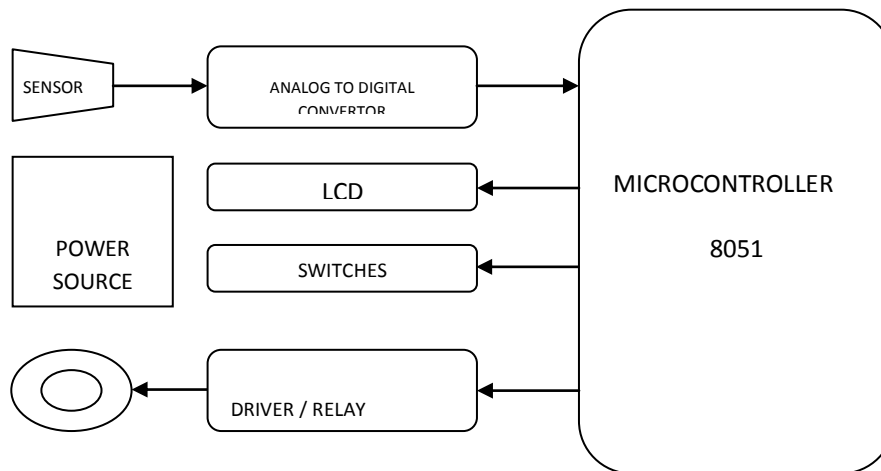 SENSOR
ANALOG TO DIGITAL
CONVERTOR
LCD
MICROCONTROLLER
8051
POWER
SOURCE
SWITCHES
DRIVER / RELAY